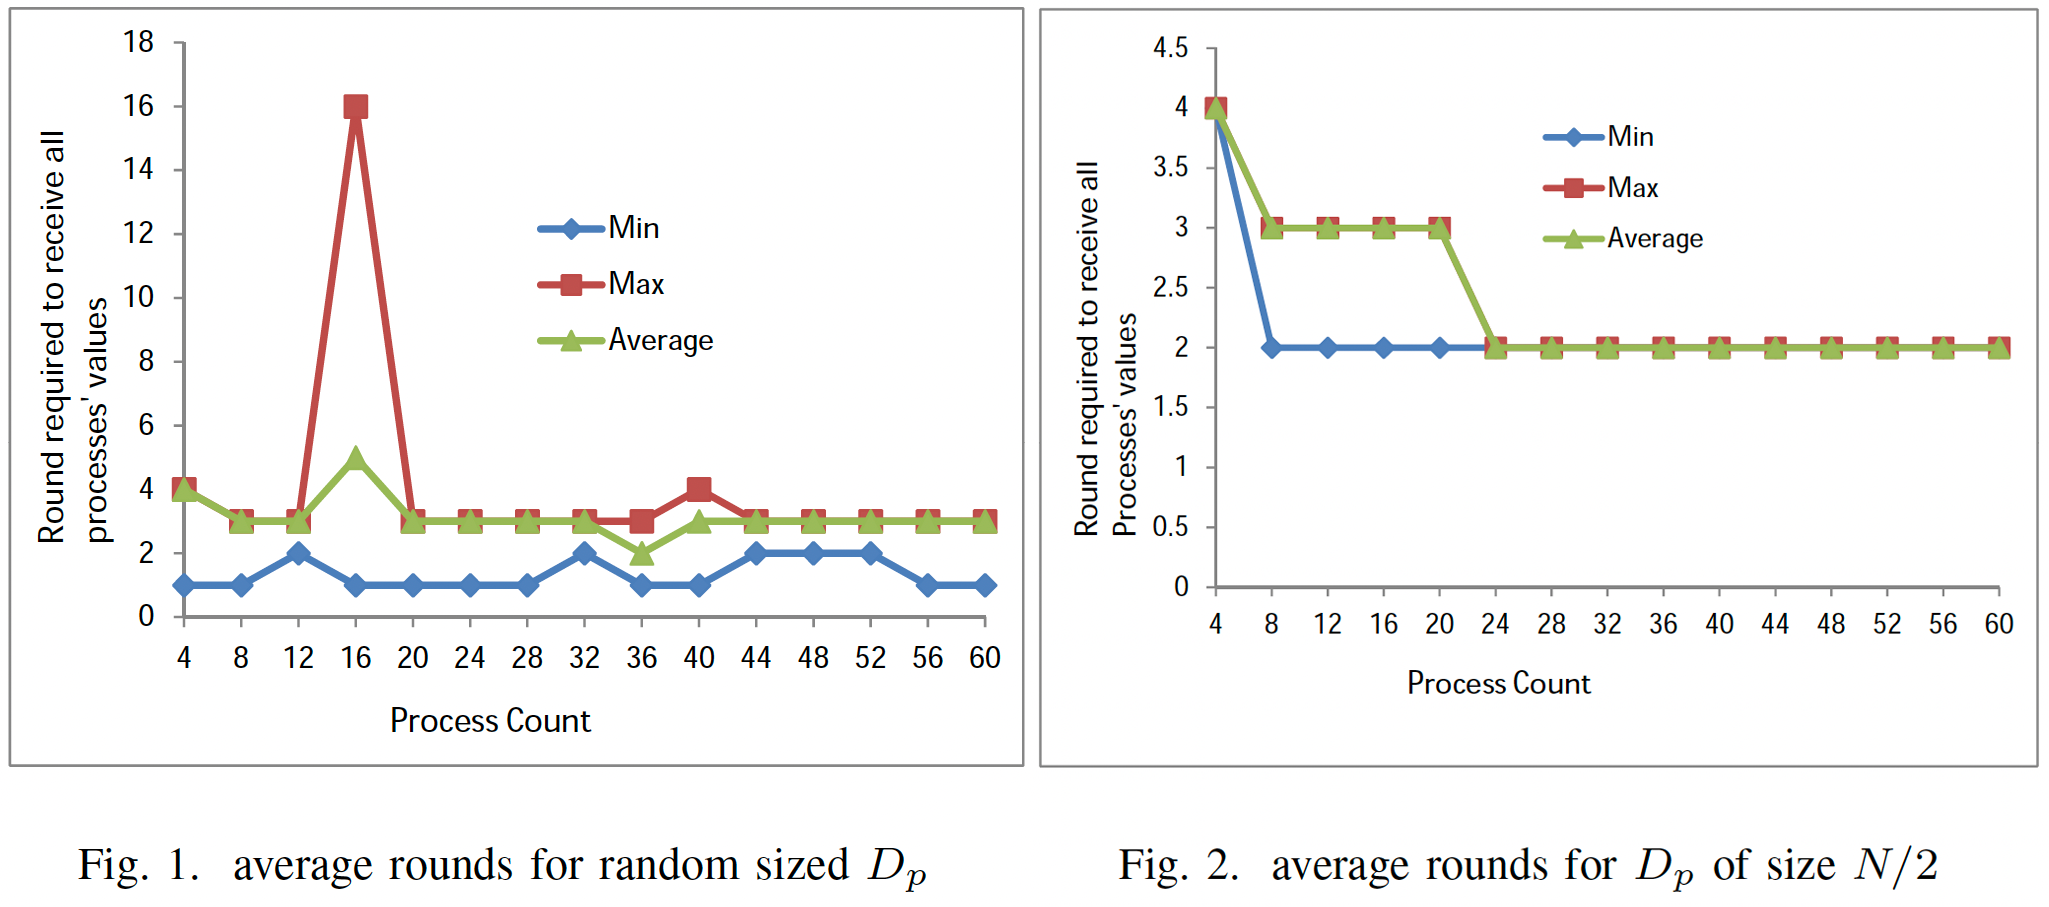 18
16
14
12
10
8
6
4
2
0
Round required to receive all
processes' values
Min
Max
Average
4 8 12 16 20 24 28 32 36 40 44 48 52 56 60
Process Count
4.5
4
3.5
3
2.5
2
1.5
1
0.5
0
Round required to receive all
Processes' values
Min
Max
Average
4 8 12 16 20 24 28 32 36 40 44 48 52 56 60
Process Count
Fig. 1. average rounds for random sized Dp
Fig. 2. average rounds for Dp of size N/2